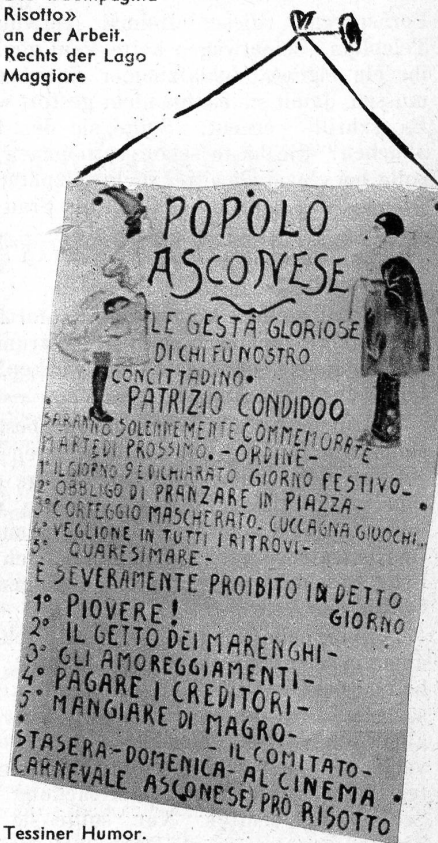 Risotto»
an der Arbeit.
Rechts der Lago
Maggiore
POPOLO
ASCONESE
LE GESTA GLORIOSE
DI CHI FÙ NOSTRO
CONCITTADINO•
PATRIZIO CONDIDOO
SARANNO SOLENNEMENTE COMMEMORATE
MARTEDI PROSSIMO. - ORDINE -
1° IL GIORNO 9 E DICHIARATO GIORNO FESTIVO -
2° OBBLIGO DI PRANZARE IN PIAZZA -
3° CORTEGGIO MASCHERATO - CUCCAGNA GIUOCHI..
4° VEGLIONE IN TUTTI I RITROVI -
5° QUARESIMARE -
E SEVERAMENTE PROIBITO IN DETTO
GIORNO
1° PIOVERE!
2° IL GETTO DEI MARENGHI -
3° GLI AMOREGGIAMENTI -
4° PAGARE I CREDITORI -
5° MANGIARE DI MAGRO -
- IL COMITATO -
STASERA - DOMENICA - AL CINEMA
CARNEVALE ASCONESE) PRO RISOTTO
Tessiner Humor.